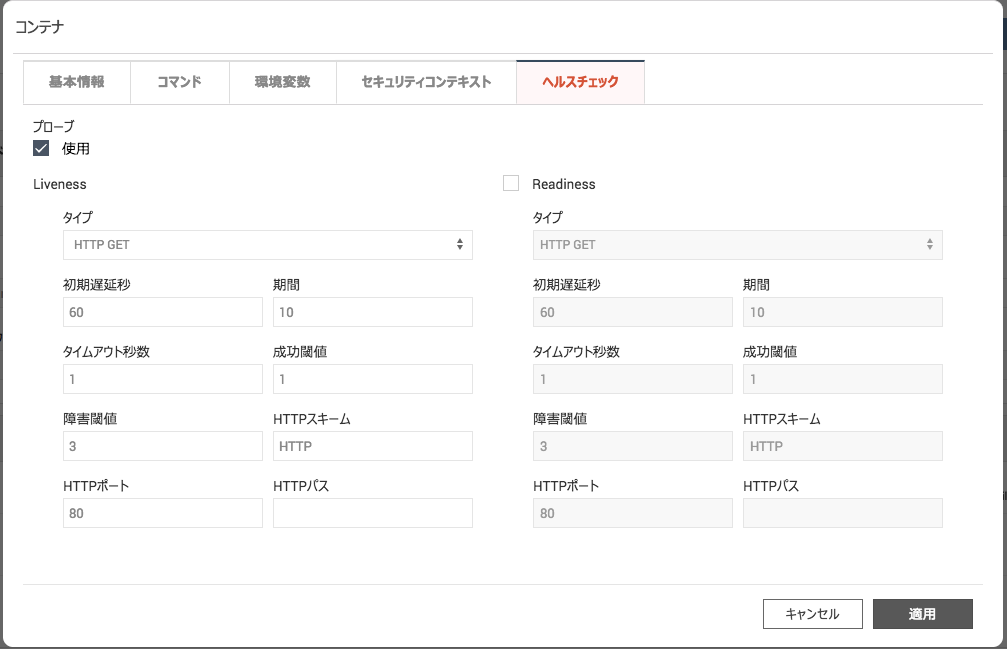 コンテナ
基本情報 コマンド 環境変数 セキュリティコンテキスト ヘルスチェック
プローブ
使用
Liveness Readiness
タイプ タイプ
HTTP GET HTTP GET
初期遅延秒 期間 初期遅延秒 期間
60 10 60 10
タイムアウト秒数 成功閾値 タイムアウト秒数 成功閾値
1 1 1 1
障害閾値 HTTPスキーム 障害閾値 HTTPスキーム
3 HTTP 3 HTTP
HTTPポート HTTPパス HTTPポート HTTPパス
80 80
キャンセル 適用